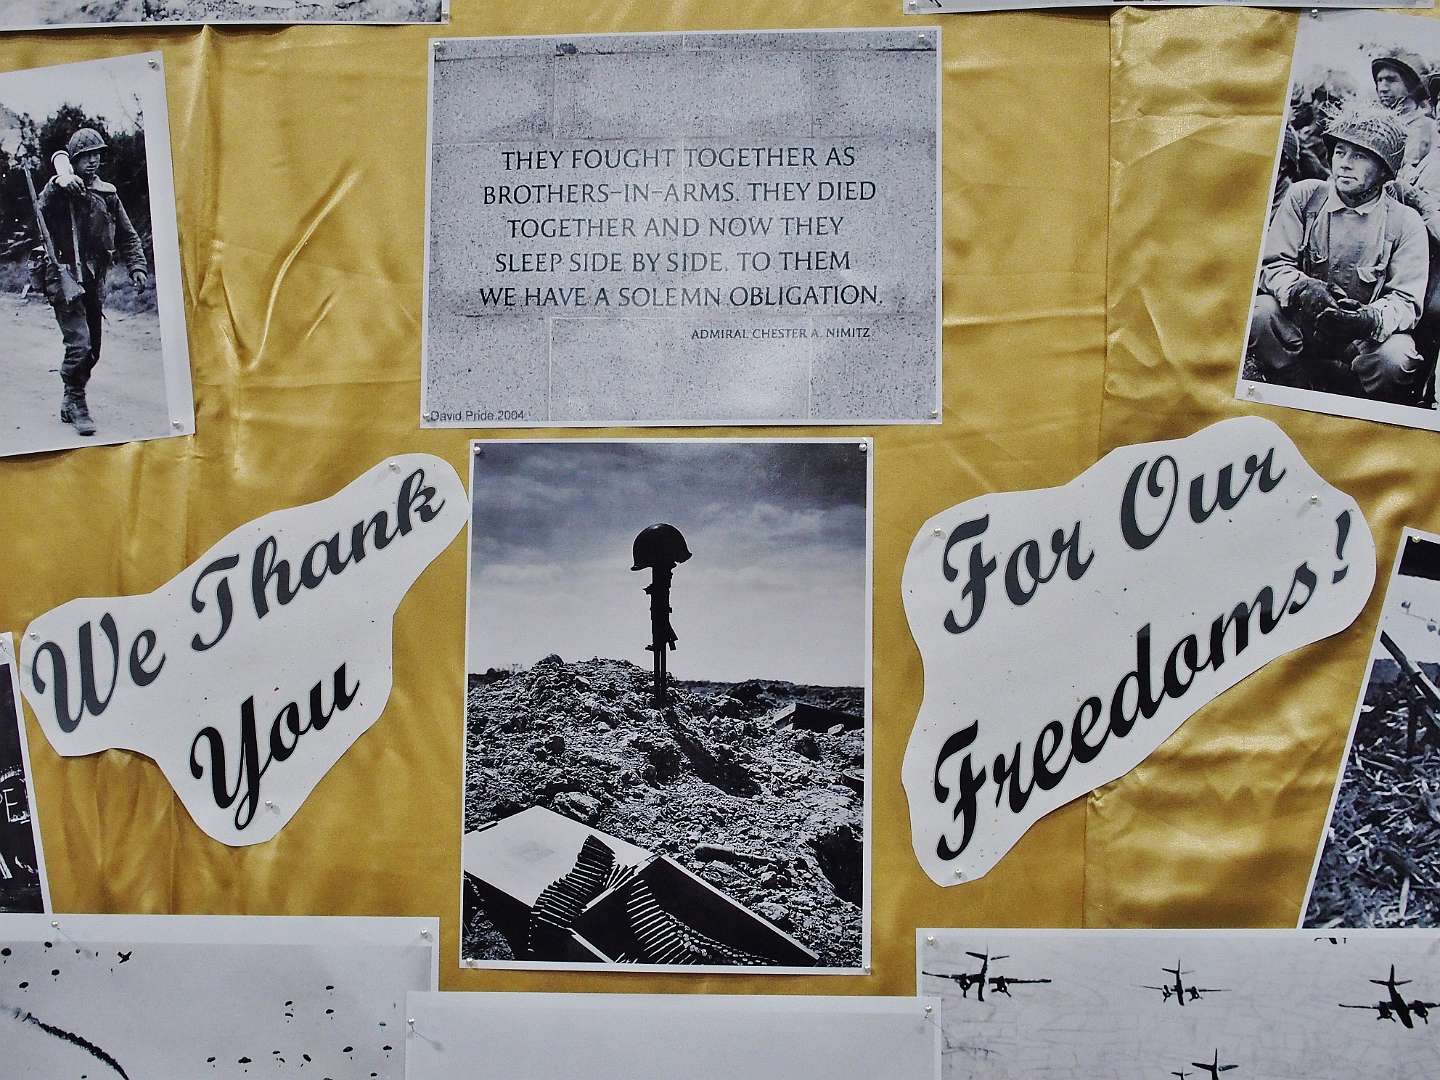 THEY FOUGHT TOGETHER AS
BROTHERS-IN-ARMS. THEY DIED
TOGETHER AND NOW THEY
SLEEP SIDE BY SIDE. TO THEM
WE HAVE A SOLEMN OBLIGATION.
ADMIRAL CHESTER A. NIMITZ
David Pride 2004
We Thank
You
For Our
Freedoms!